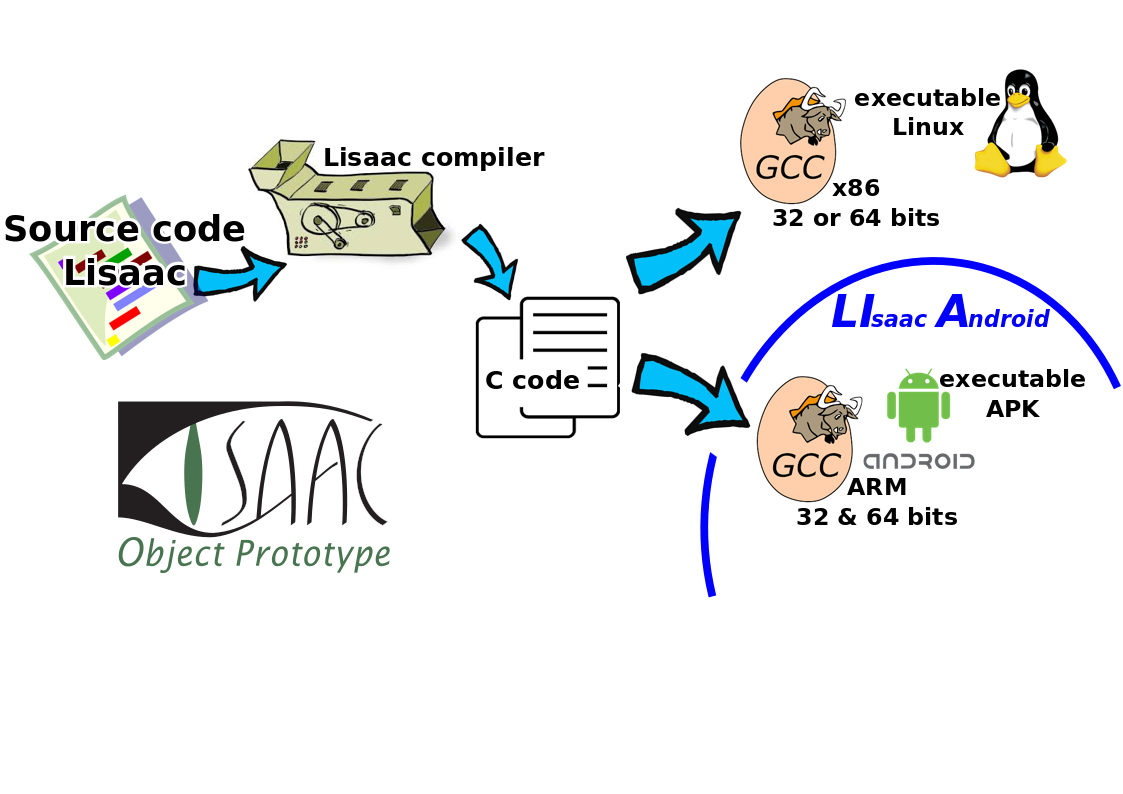 Source code
Lisaac
Lisaac compiler
C code
GCC
executable
Linux
x86
32 or 64 bits
LIsaac Android
GCC
executable
APK
ANDROID
ARM
32 & 64 bits
ISAAC
Object Prototype